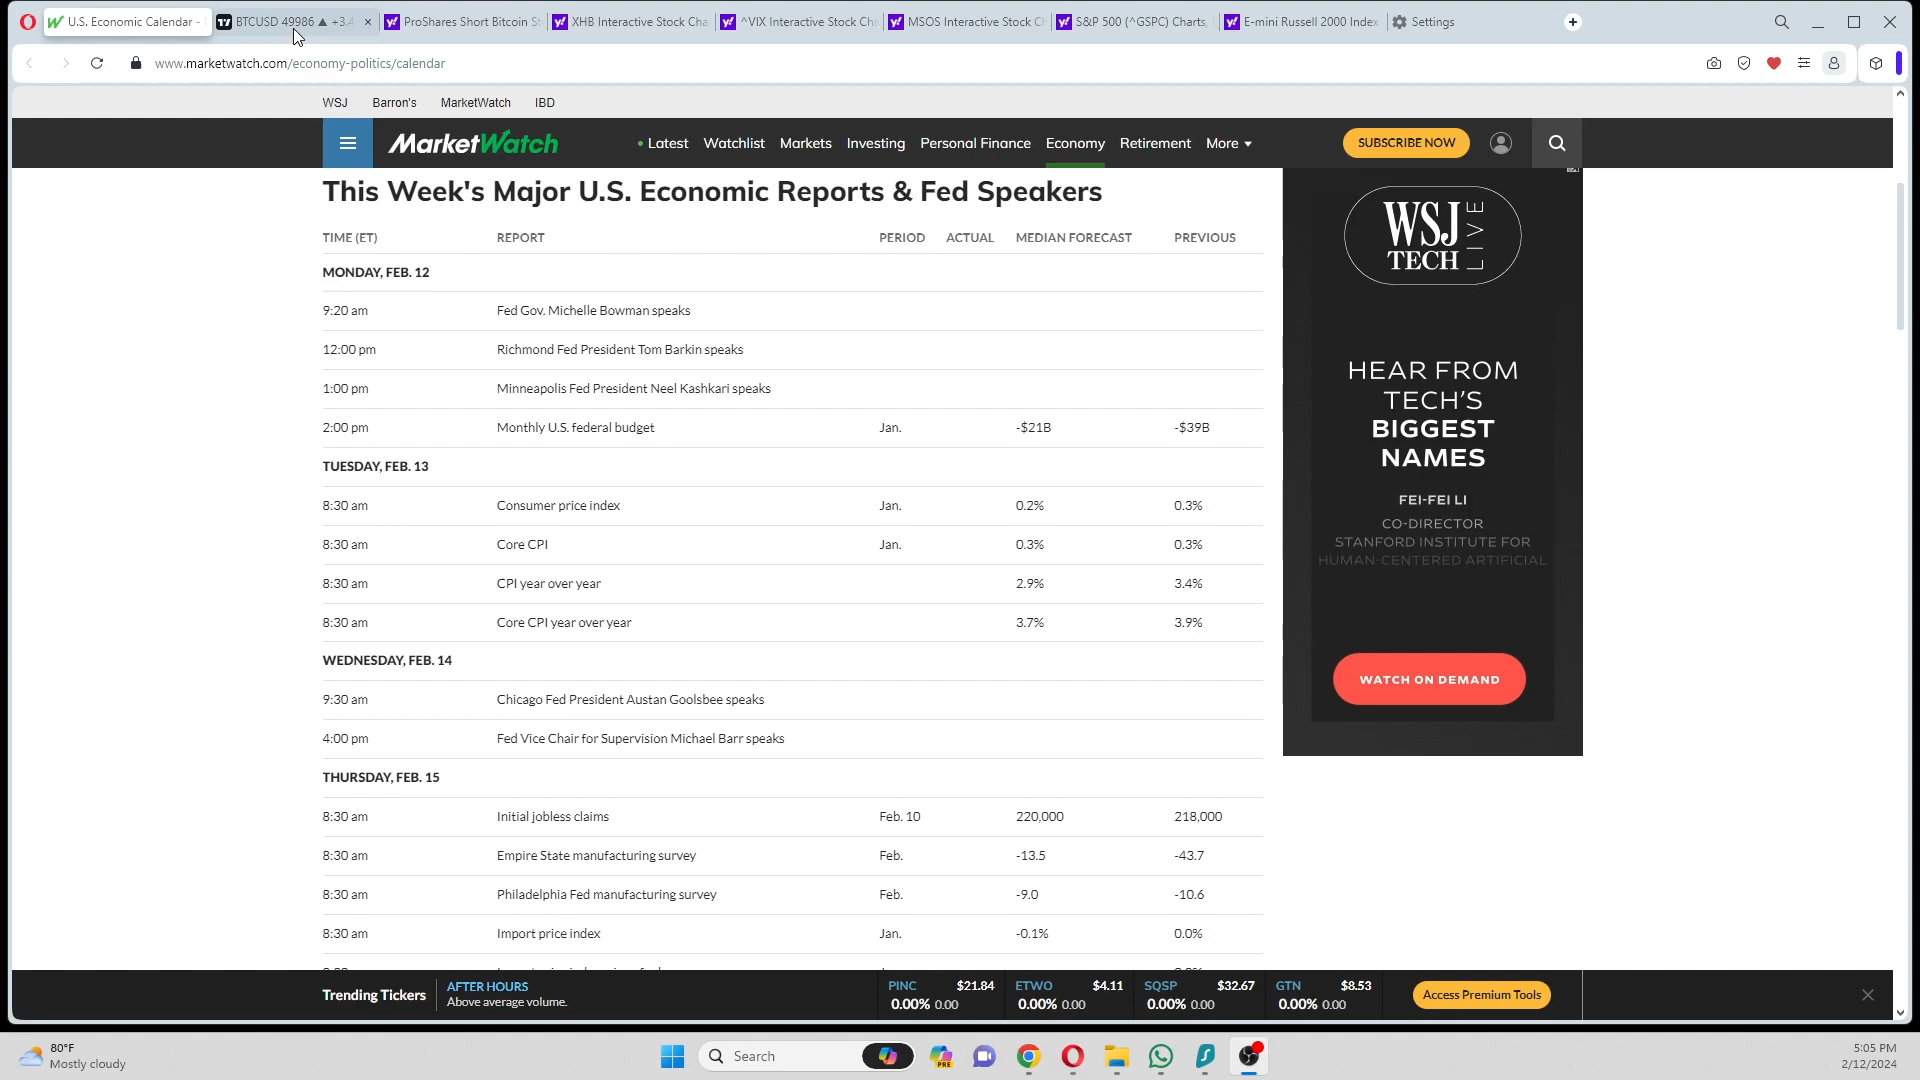 U.S. Economic Calendar -
BTCUSD 49986 ▲ +3.4
ProShares Short Bitcoin St
XHB Interactive Stock Cha
^VIX Interactive Stock Cha
MSOS Interactive Stock C
S&P 500 (^GSPC) Charts,
E-mini Russell 2000 Index
Settings
www.marketwatch.com/economy-politics/calendar
WSJ Barron's MarketWatch IBD
MarketWatch
• Latest Watchlist Markets Investing Personal Finance Economy Retirement More
SUBSCRIBE NOW
This Week's Major U.S. Economic Reports & Fed Speakers
TIME (ET) REPORT PERIOD ACTUAL MEDIAN FORECAST PREVIOUS
MONDAY, FEB. 12
9:20 am Fed Gov. Michelle Bowman speaks
12:00 pm Richmond Fed President Tom Barkin speaks
1:00 pm Minneapolis Fed President Neel Kashkari speaks
2:00 pm Monthly U.S. federal budget Jan. -$21B -$39B
TUESDAY, FEB. 13
8:30 am Consumer price index Jan. 0.2% 0.3%
8:30 am Core CPI Jan. 0.3% 0.3%
8:30 am CPI year over year 2.9% 3.4%
8:30 am Core CPI year over year 3.7% 3.9%
WEDNESDAY, FEB. 14
9:30 am Chicago Fed President Austan Goolsbee speaks
4:00 pm Fed Vice Chair for Supervision Michael Barr speaks
THURSDAY, FEB. 15
8:30 am Initial jobless claims Feb. 10 220,000 218,000
8:30 am Empire State manufacturing survey Feb. -13.5 -43.7
8:30 am Philadelphia Fed manufacturing survey Feb. -9.0 -10.6
8:30 am Import price index Jan. -0.1% 0.0%
WSJ LIVE
TECH
HEAR FROM
TECH'S
BIGGEST
NAMES
FEI-FEI LI
CO-DIRECTOR
STANFORD INSTITUTE FOR
HUMAN-CENTERED ARTIFICIAL
WATCH ON DEMAND
Trending Tickers
AFTER HOURS
Above average volume.
PINC $21.84
0.00% 0.00
ETWO $4.11
0.00% 0.00
SQSP $32.67
0.00% 0.00
GTN $8.53
0.00% 0.00
Access Premium Tools
80°F
Mostly cloudy
Search
PRE
5:05 PM
2/12/2024